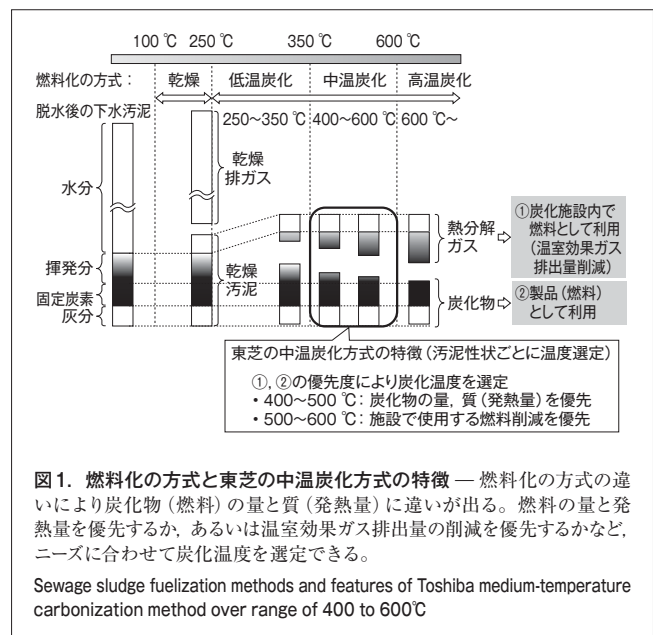 100 ℃ 250 ℃ 350 ℃ 600 ℃
燃料化の方式： 乾燥 低温炭化 中温炭化 高温炭化
脱水後の下水汚泥
250〜350 ℃ 400〜600 ℃ 600 ℃〜
水分
乾燥
排ガス
熱分解
ガス
①炭化施設内で
燃料として利用
（温室効果ガス
排出量削減）
揮発分
乾燥
汚泥
固定炭素
灰分
炭化物
②製品（燃料）
として利用
東芝の中温炭化方式の特徴（汚泥性状ごとに温度選定）
①，②の優先度により炭化温度を選定
・400〜500 ℃：炭化物の量，質（発熱量）を優先
・500〜600 ℃：施設で使用する燃料削減を優先
図1．燃料化の方式と東芝の中温炭化方式の特徴 — 燃料化の方式の違
いにより炭化物（燃料）の量と質（発熱量）に違いが出る。燃料の量と発
熱量を優先するか，あるいは温室効果ガス排出量の削減を優先するかなど，
ニーズに合わせて炭化温度を選定できる。
Sewage sludge fuelization methods and features of Toshiba medium-temperature
carbonization method over range of 400 to 600℃